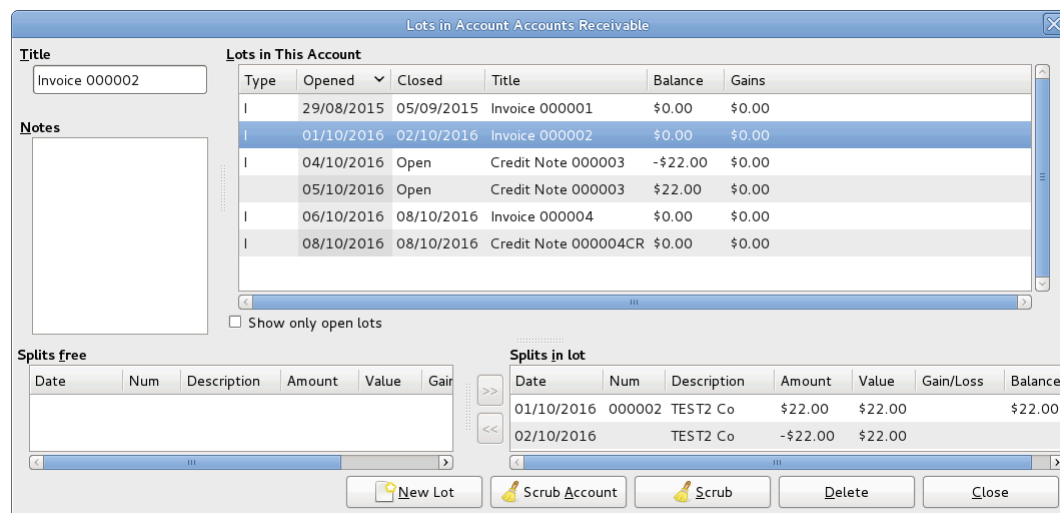 Lots in Account Accounts Receivable
Title
Invoice 000002
Notes
Lots in This Account
Type Opened Closed Title Balance Gains
I 29/08/2015 05/09/2015 Invoice 000001 $0.00 $0.00
I 01/10/2016 02/10/2016 Invoice 000002 $0.00 $0.00
I 04/10/2016 Open Credit Note 000003 -$22.00 $0.00
05/10/2016 Open Credit Note 000003 $22.00 $0.00
I 06/10/2016 08/10/2016 Invoice 000004 $0.00 $0.00
I 08/10/2016 08/10/2016 Credit Note 000004CR $0.00 $0.00
Show only open lots
Splits free
Date Num Description Amount Value Gair
>>
<<
Splits in lot
Date Num Description Amount Value Gain/Loss Balance
01/10/2016 000002 TEST2 Co $22.00 $22.00 $22.00
02/10/2016 TEST2 Co -$22.00 $22.00
New Lot Scrub Account Scrub Delete Close